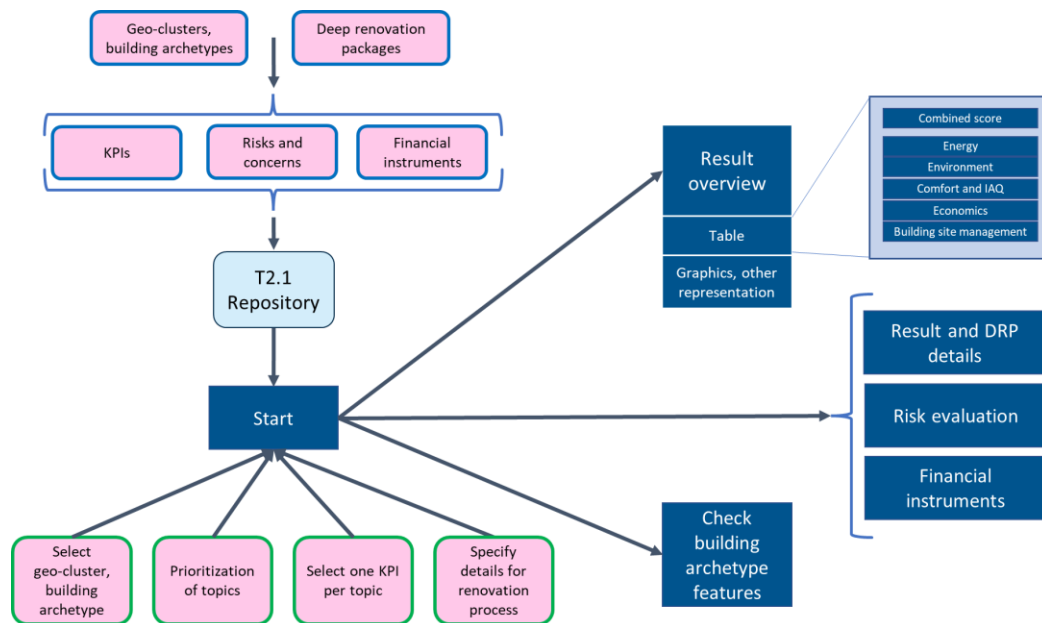 Geo-clusters,
building archetypes
Deep renovation
packages
KPIs
Risks and
concerns
Financial
instruments
T2.1
Repository
Start
Select
geo-cluster,
building
archetype
Prioritization
of topics
Select one KPI
per topic
Specify
details for
renovation
process
Result
overview
Table
Graphics, other
representation
Combined score
Energy
Environment
Comfort and IAQ
Economics
Building site management
Result and DRP
details
Risk evaluation
Financial
instruments
Check
building
archetype
features